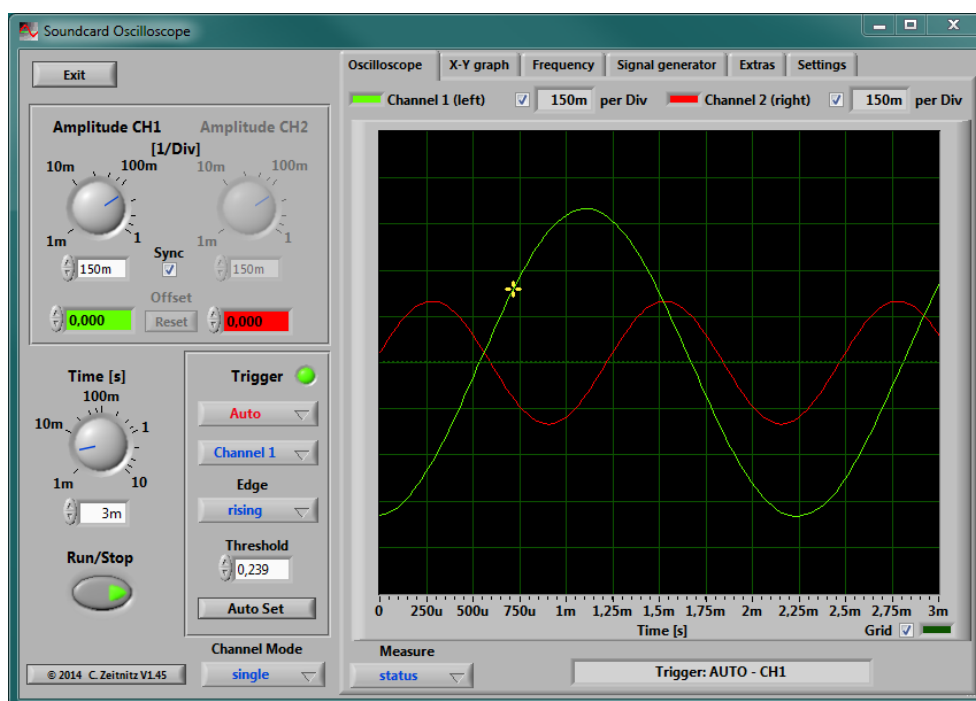 Soundcard Oscilloscope
Exit
Amplitude CH1 Amplitude CH2
[1/Div]
10m 100m 10m 100m
1m 1 1m 1
Sync
150m 150m
Offset
0,000 Reset 0,000
Time [s]
100m
10m 1
1m 10
3m
Run/Stop
Trigger
Auto
Channel 1
Edge
rising
Threshold
0,239
Auto Set
Channel Mode
single
© 2014 C. Zeitnitz V1.45
Oscilloscope X-Y graph Frequency Signal generator Extras Settings
Channel 1 (left) 150m per Div Channel 2 (right) 150m per Div
0 250u 500u 750u 1m 1,25m 1,5m 1,75m 2m 2,25m 2,5m 2,75m 3m
Time [s] Grid
Measure
status
Trigger: AUTO - CH1